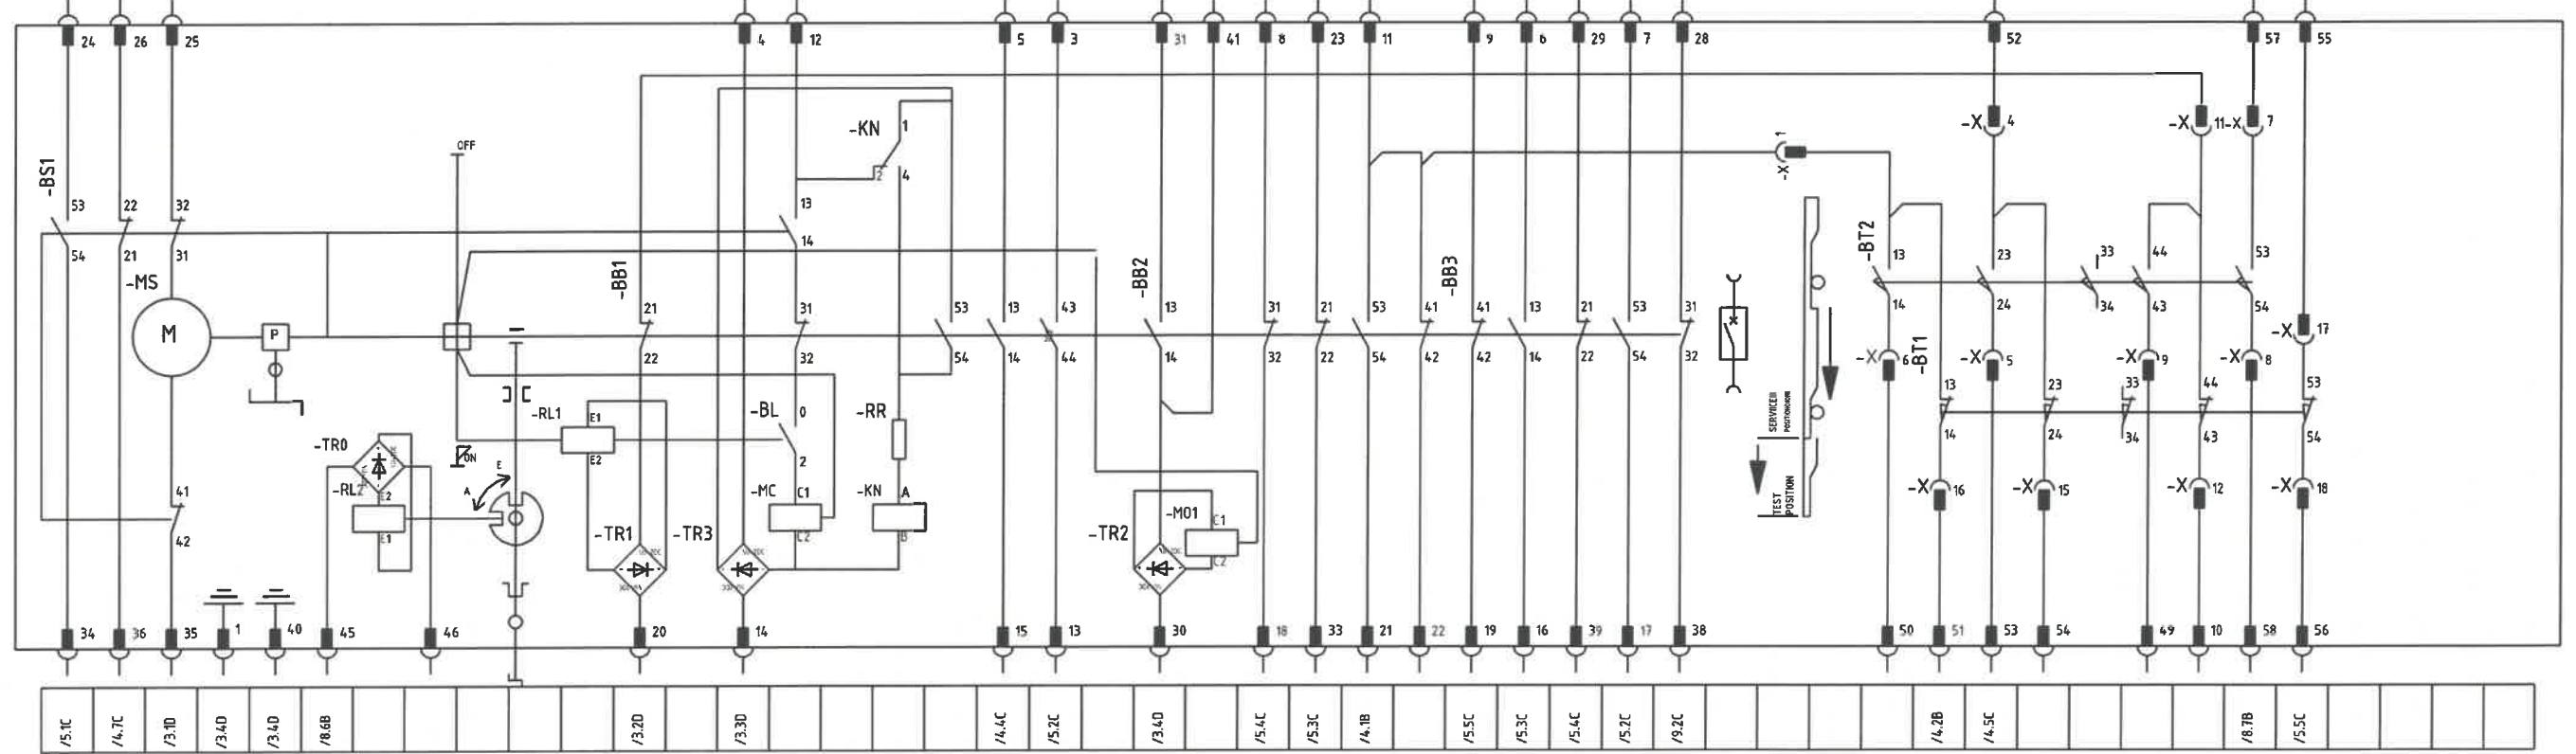 24 26 25 4 12 5 3 31 41 8 23 11 9 6 29 7 28 52 57 55
-X 4 -X 11 -X 7
-KN 1
2 4
-X 1
OFF
-BS1
53 22 32 13
54 21 31 14
-MS
M
P
-BB1 -BB2 -BB3
-BT2
13 23 33 44 53
14 24 34 43 54
21 31 53 13 43 13 31 21 53 41 41 13 21 53 31
22 32 54 14 44 14 32 22 54 42 42 14 22 54 32
-X 17
-X 6 -BT1 -X 5 -X 9 -X 8
13 23 33 44 53
14 24 34 43 54
-RL1 E1
E2
-BL 0
2
-RR
SERVICE
TEST
POSITION
-TR0
-RL2 E2
E1
ON
E
A
41
42
-MC C1
C2
-KN A
B
-M01 C1
C2
-TR1 -TR3 -TR2
-X 16 -X 15 -X 12 -X 18
34 36 35 1 40 45 46 20 14 15 13 30 18 33 21 22 19 16 39 17 38 50 51 53 54 49 10 58 56
/5.1C /4.7C /3.1D /3.4D /3.4D /8.6B /3.2D /3.3D /4.4C /5.2C /3.4D /5.4C /5.3C /4.1B /5.5C /5.3C /5.4C /5.2C /9.2C /4.2B /4.5C /8.7B /5.5C